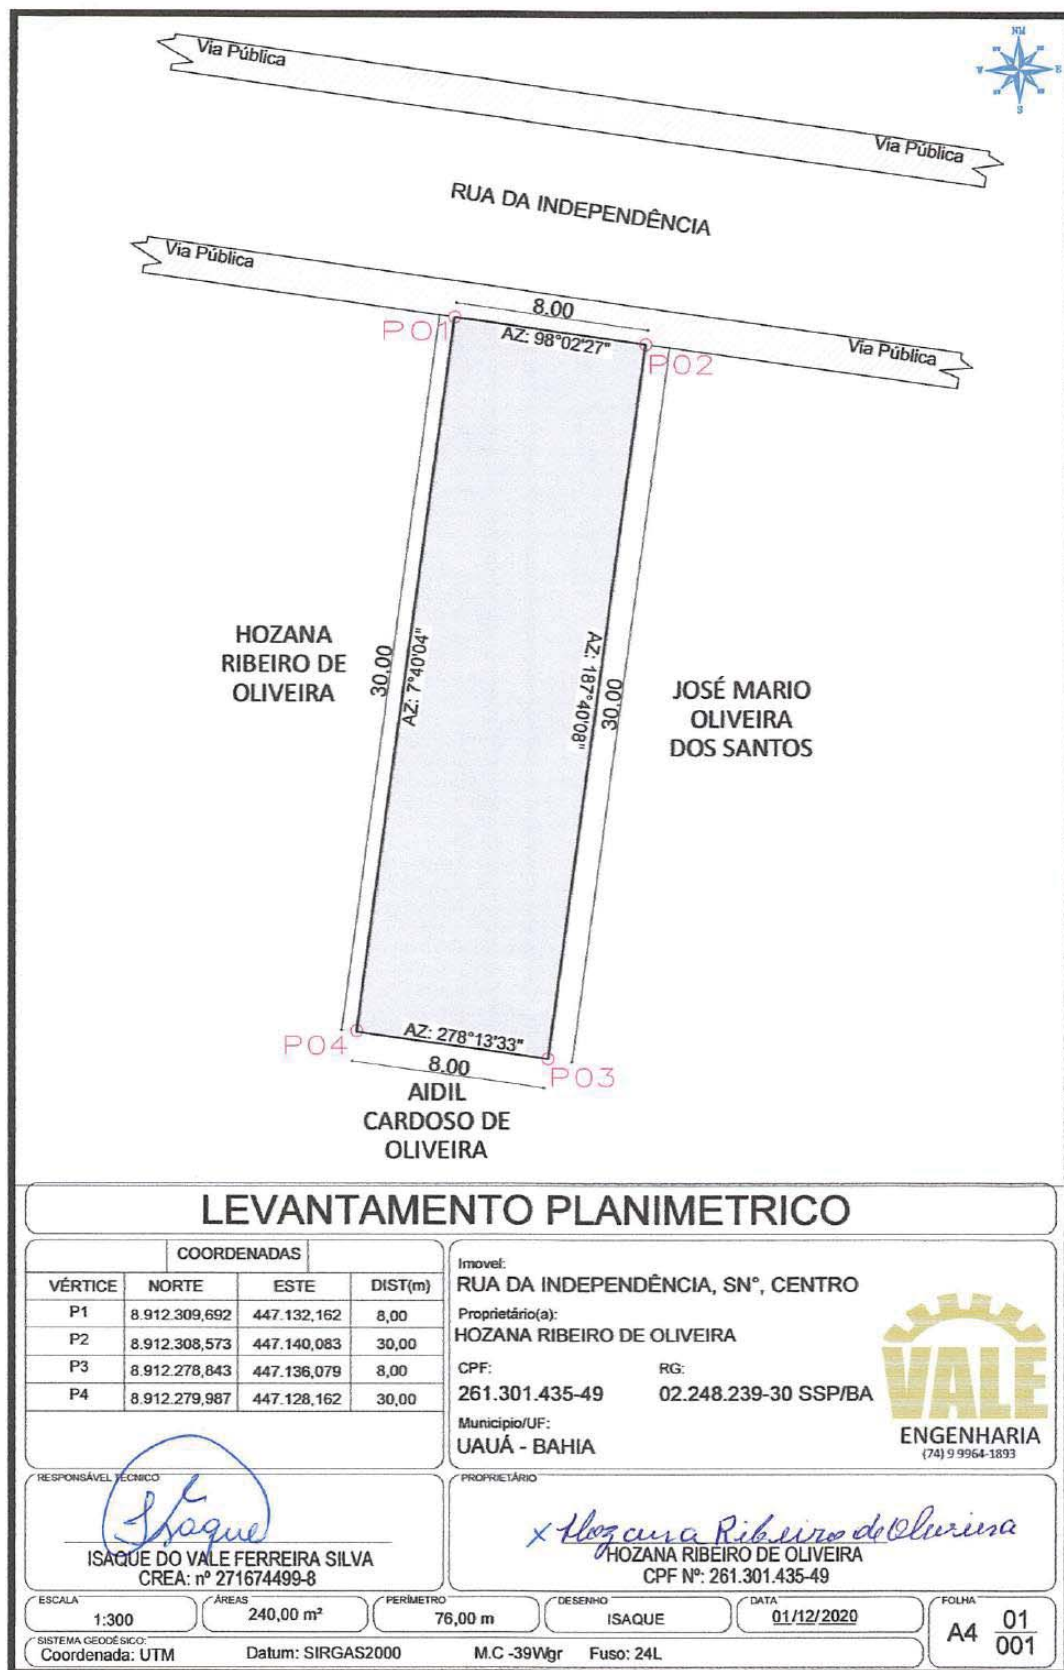 NM
W
E
S
Via Pública
Via Pública
RUA DA INDEPENDÊNCIA
Via Pública
Via Pública
8.00
P01
AZ: 98°02'27"
P02
HOZANA
RIBEIRO DE
OLIVEIRA
30.00
AZ: 7°40'04"
AZ: 187°40'08"
30.00
JOSÉ MARIO
OLIVEIRA
DOS SANTOS
P04
AZ: 278°13'33"
8.00
P03
AIDIL
CARDOSO DE
OLIVEIRA
LEVANTAMENTO PLANIMETRICO
COORDENADAS
VÉRTICE NORTE ESTE DIST(m)
P1 8.912.309,692 447.132,162 8,00
P2 8.912.308,573 447.140,083 30,00
P3 8.912.278,843 447.136,079 8,00
P4 8.912.279,987 447.128,162 30,00
Imovel:
RUA DA INDEPENDÊNCIA, SN°, CENTRO
Proprietário(a):
HOZANA RIBEIRO DE OLIVEIRA
CPF: RG:
261.301.435-49 02.248.239-30 SSP/BA
Municipio/UF:
UAUÁ - BAHIA
VALE
ENGENHARIA
(74) 9 9964-1893
RESPONSÁVEL TÉCNICO
Isaque
ISAQUE DO VALE FERREIRA SILVA
CREA: nº 271674499-8
PROPRIETÁRIO
x Hozana Ribeiro de Oliveira
HOZANA RIBEIRO DE OLIVEIRA
CPF Nº: 261.301.435-49
ESCALA
1:300
ÁREAS
240,00 m²
PERÍMETRO
76,00 m
DESENHO
ISAQUE
DATA
01/12/2020
FOLHA
A4 01
001
SISTEMA GEODÉSICO:
Coordenada: UTM Datum: SIRGAS2000 M.C -39Wgr Fuso: 24L